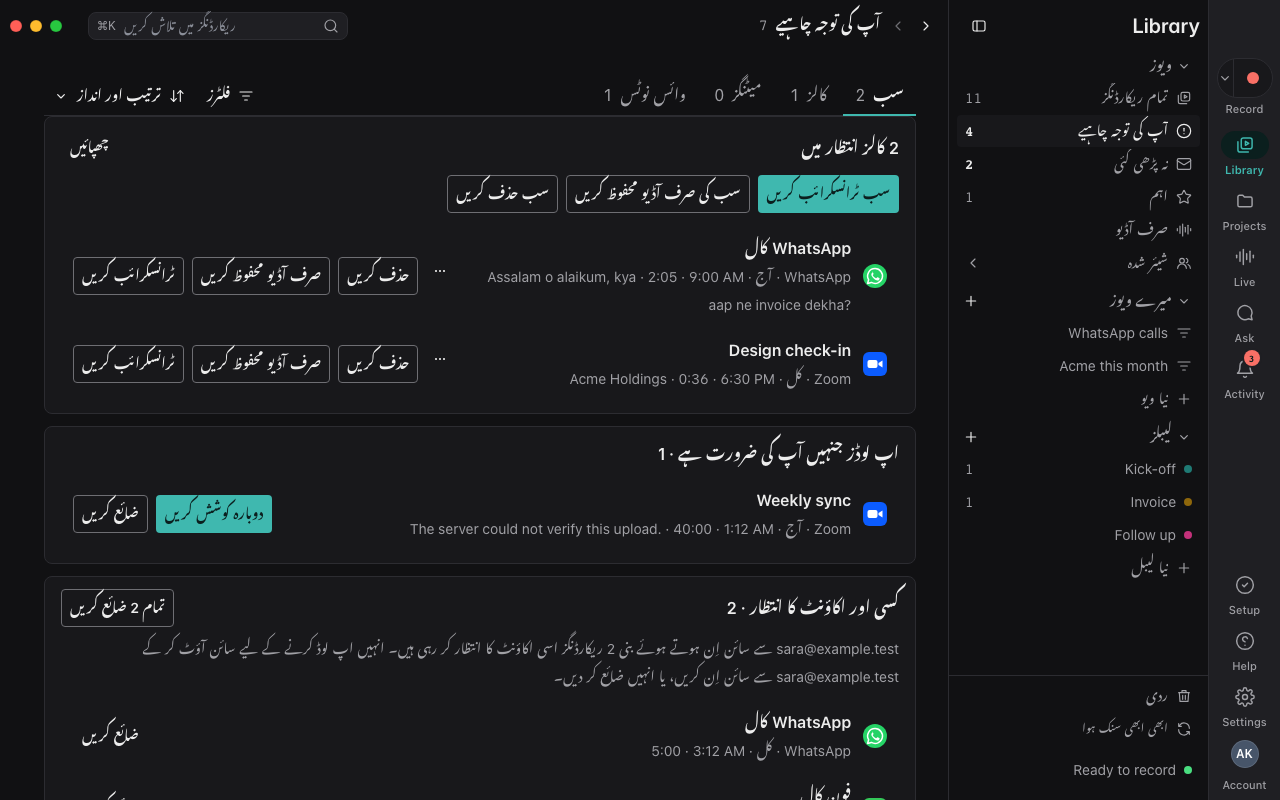 Record
Library
Projects
Live
Ask
3
Activity
Setup
Help
Settings
AK
Account
Library
ویوز
تمام ریکارڈنگز 11
آپ کی توجہ چاہیے 4
نہ پڑھی گئی 2
اہم 1
صرف آڈیو
شیئر شدہ
میرے ویوز
WhatsApp calls
Acme this month
نیا ویو
لیبلز
Kick-off 1
Invoice 1
Follow up
نیا لیبل
ردی
ابھی ابھی سنک ہوا
Ready to record
آپ کی توجہ چاہیے 7
ریکارڈنگز میں تلاش کریں ⌘K
سب 2 کالز 1 میٹنگز 0 وائس نوٹس 1
فلٹرز ترتیب اور انداز
2 کالز انتظار میں
چھپائیں
سب ٹرانسکرائب کریں سب کی صرف آڈیو محفوظ کریں سب حذف کریں
WhatsApp کال
WhatsApp · آج · 9:00 AM · 2:05 · Assalam o alaikum, kya
aap ne invoice dekha?
... حذف کریں صرف آڈیو محفوظ کریں ٹرانسکرائب کریں
Design check-in
Zoom · کل · 6:30 PM · 0:36 · Acme Holdings
... حذف کریں صرف آڈیو محفوظ کریں ٹرانسکرائب کریں
اپ لوڈز جنہیں آپ کی ضرورت ہے · 1
Weekly sync
Zoom · آج · 1:12 AM · 40:00 · The server could not verify this upload.
دوبارہ کوشش کریں ضائع کریں
کسی اور اکاؤنٹ کا انتظار · 2
تمام 2 ضائع کریں
sara@example.test سے سائن اِن ہوتے ہوئے بنی 2 ریکارڈنگز اسی اکاؤنٹ کا انتظار کر رہی ہیں۔ انہیں اپ لوڈ کرنے کے لیے سائن آؤٹ کر کے
sara@example.test سے سائن اِن کریں، یا انہیں ضائع کر دیں۔
WhatsApp کال
WhatsApp · کل · 3:12 AM · 5:00
ضائع کریں
فون کال